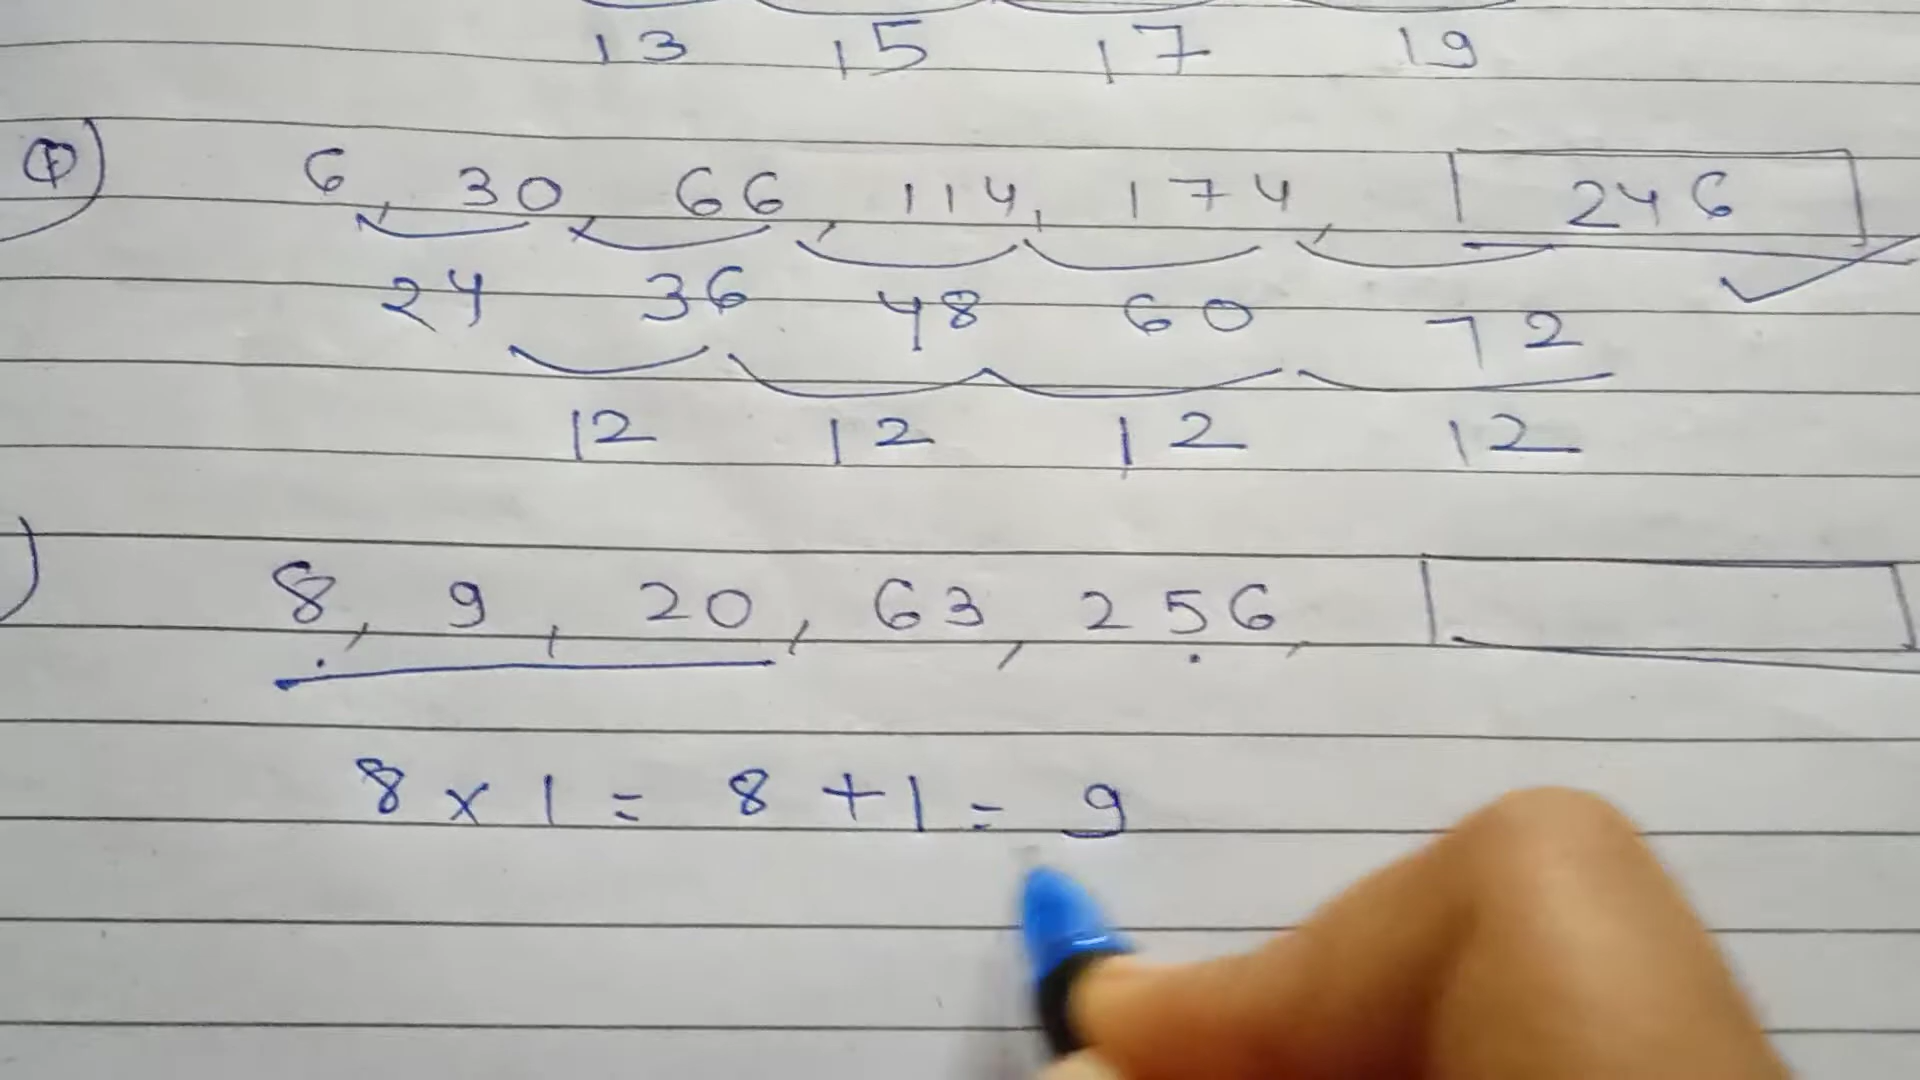 13 15 17 19
6, 30, 66, 114, 174, 246
24 36 48 60 72
12 12 12 12
) 8, 9, 20, 63, 256,
8 x 1 = 8 + 1 = 9